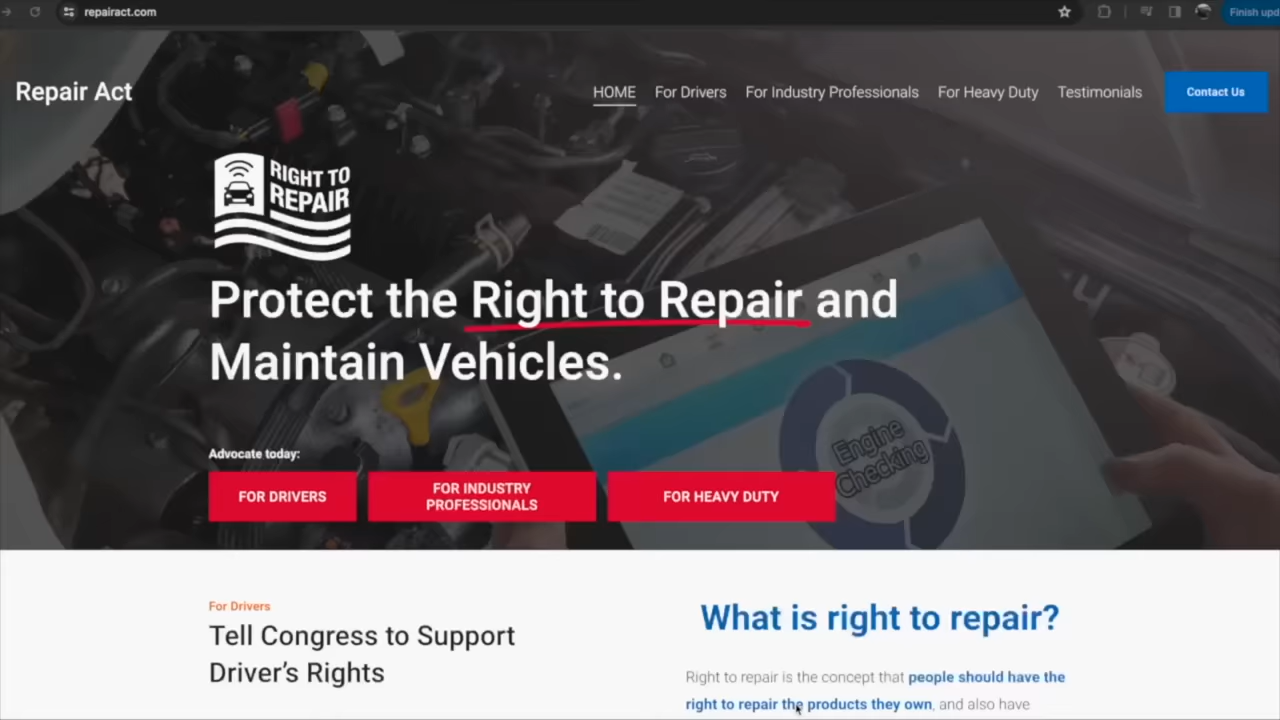 repairact.com
Finish upd
Repair Act
HOME
For Drivers
For Industry Professionals
For Heavy Duty
Testimonials
Contact Us
RIGHT TO
REPAIR
Protect the Right to Repair and
Maintain Vehicles.
Engine
Checking
Advocate today:
FOR DRIVERS
FOR INDUSTRY
PROFESSIONALS
FOR HEAVY DUTY
For Drivers
Tell Congress to Support
Driver’s Rights
What is right to repair?
Right to repair is the concept that people should have the
right to repair the products they own, and also have